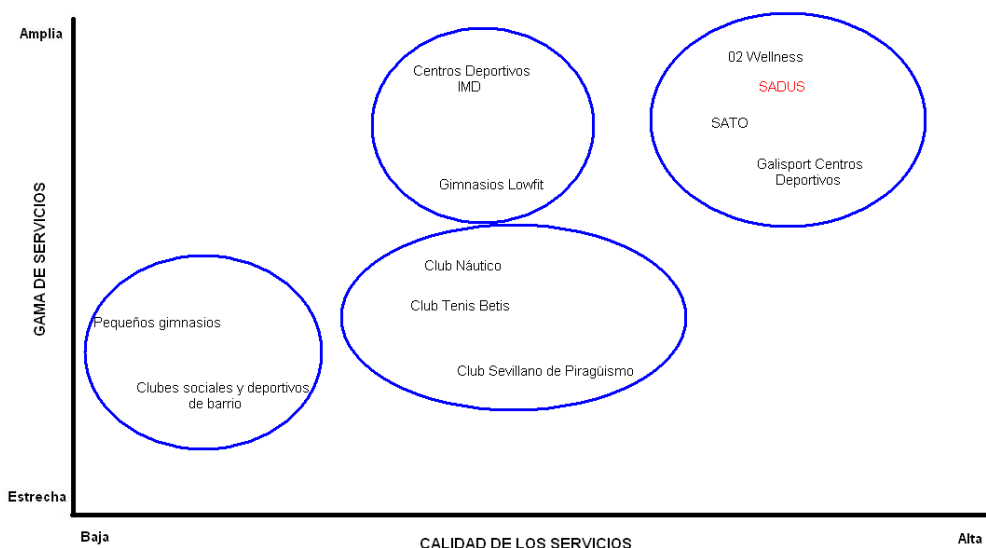 Amplia
GAMA DE SERVICIOS
Estrecha
Centros Deportivos
IMD
Gimnasios Lowfit
02 Wellness
SADUS
SATO
Galisport Centros
Deportivos
Club Náutico
Club Tenis Betis
Club Sevillano de Piragüismo
Pequeños gimnasios
Clubes sociales y deportivos
de barrio
Baja
CALIDAD DE LOS SERVICIOS
Alta